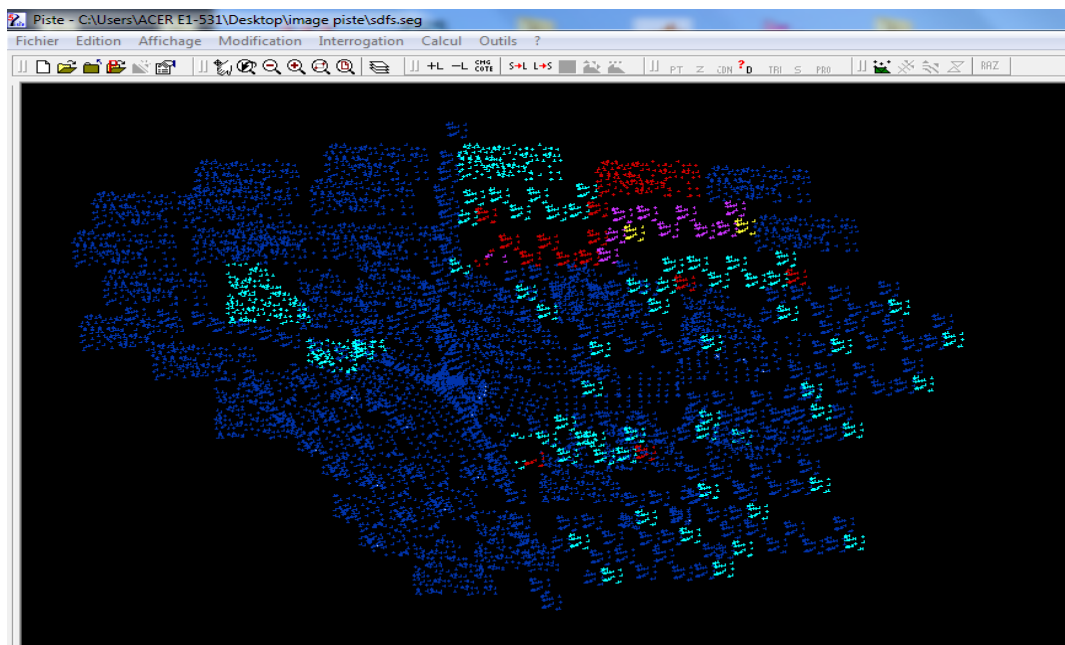 Piste - C:\Users\ACER E1-531\Desktop\image piste\sdfs.seg
Fichier Edition Affichage Modification Interrogation Calcul Outils ?
+L -L CMG COTE S→L L→S PT Z CDN ?D TRI S PRO RAZ